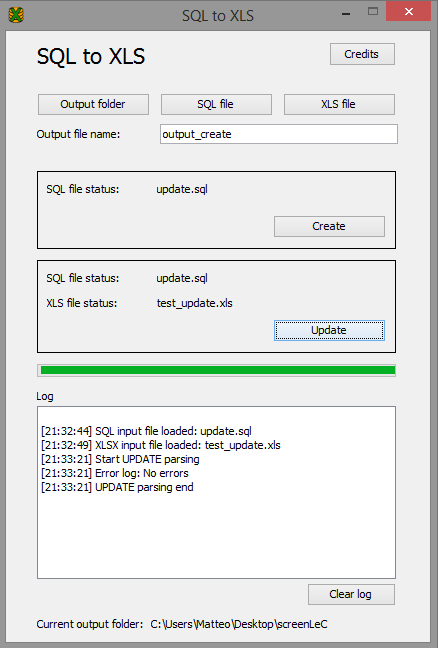 SQL to XLS
SQL to XLS
Credits
Output folder
SQL file
XLS file
Output file name:
output_create
SQL file status: update.sql
Create
SQL file status: update.sql
XLS file status: test_update.xls
Update
Log
[21:32:44] SQL input file loaded: update.sql
[21:32:49] XLSX input file loaded: test_update.xls
[21:33:21] Start UPDATE parsing
[21:33:21] Error log: No errors
[21:33:21] UPDATE parsing end
Clear log
Current output folder: C:\Users\Matteo\Desktop\screenLeC